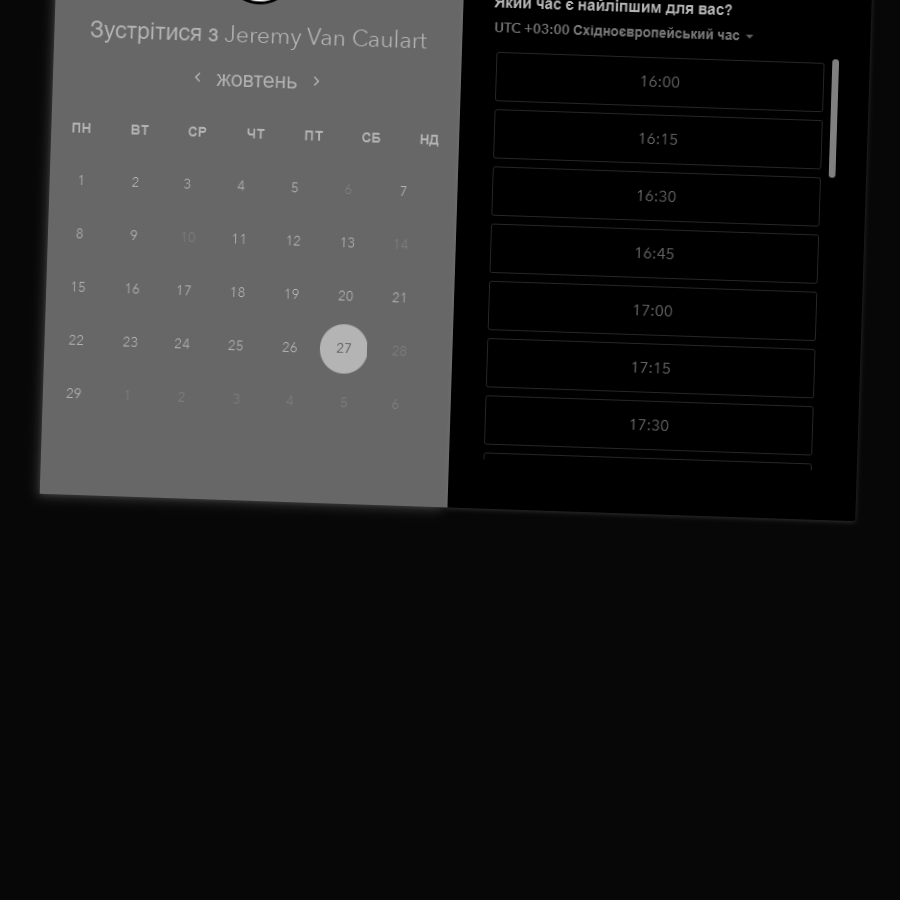 Зустрітися з Jeremy Van Caulart
‹ жовтень ›
ПН ВТ СР ЧТ ПТ СБ НД
1 2 3 4 5 6 7
8 9 10 11 12 13 14
15 16 17 18 19 20 21
22 23 24 25 26 27 28
29 1 2 3 4 5 6
Який час є найліпшим для вас?
UTC +03:00 Східноєвропейський час
16:00
16:15
16:30
16:45
17:00
17:15
17:30